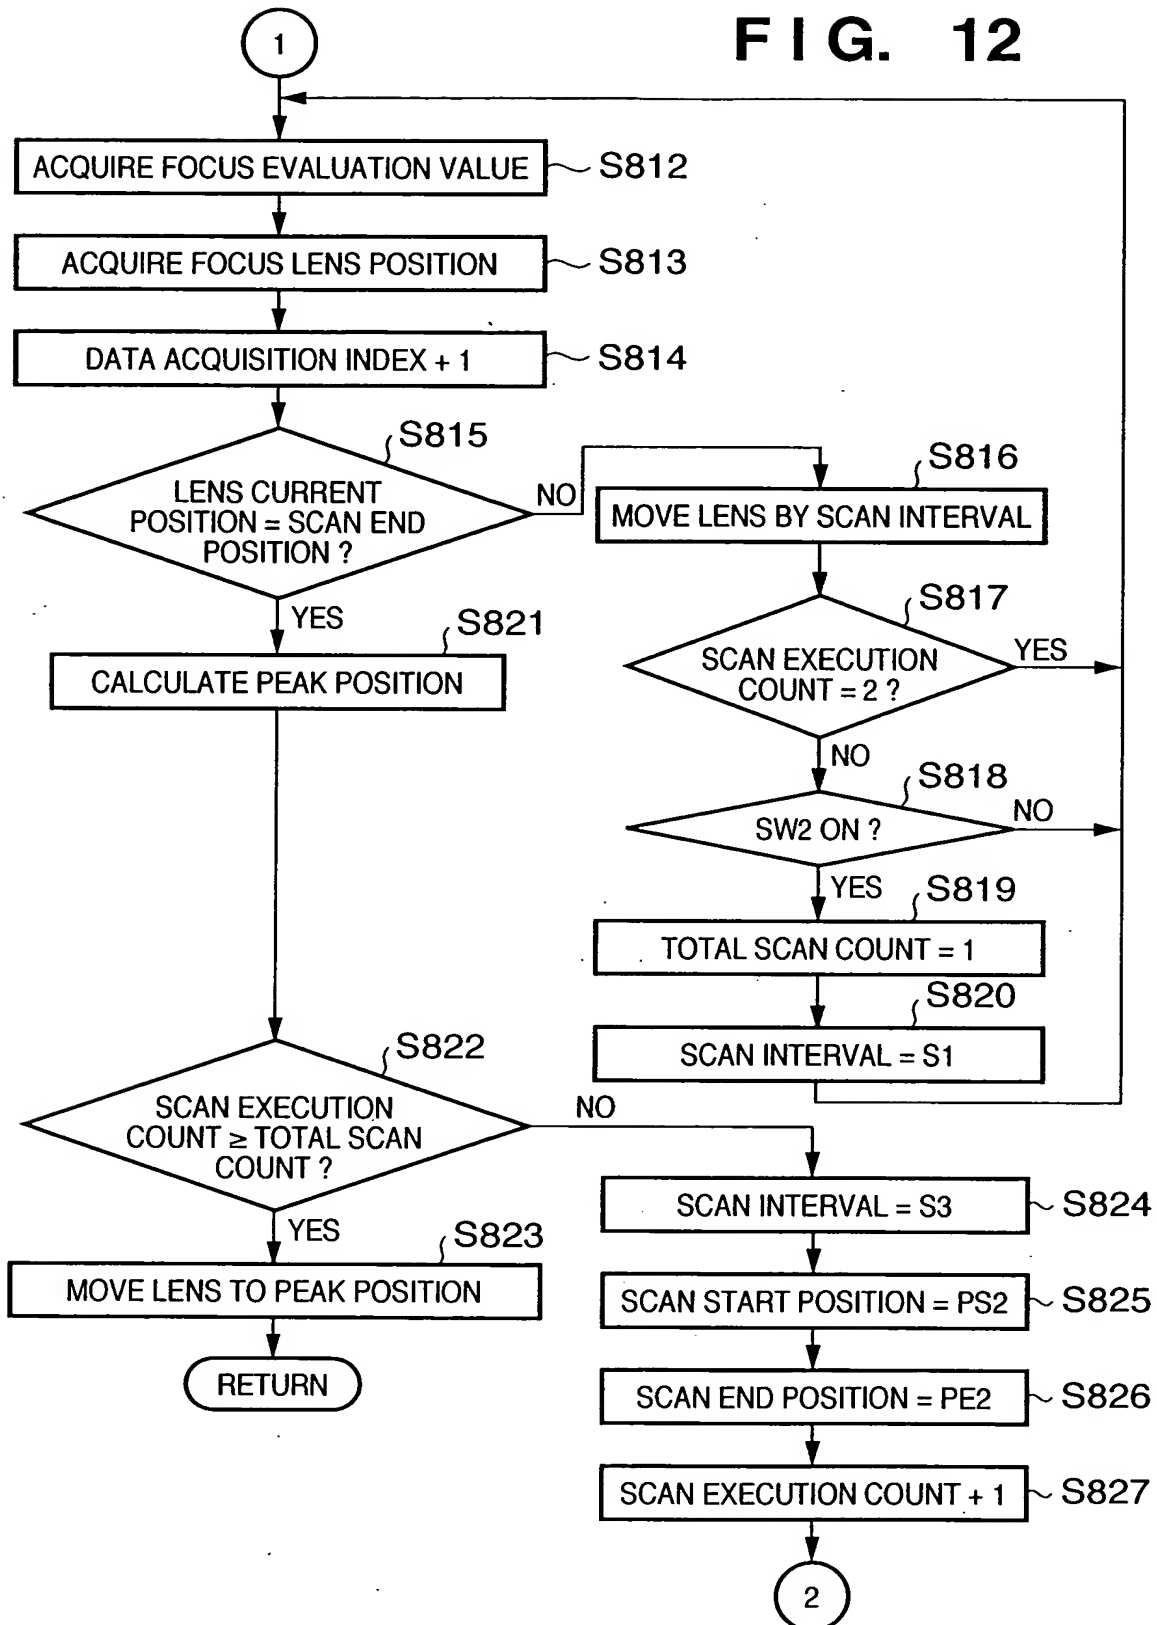 FIG. 12
1
ACQUIRE FOCUS EVALUATION VALUE
S812
ACQUIRE FOCUS LENS POSITION
S813
DATA ACQUISITION INDEX + 1
S814
S815
LENS CURRENT
POSITION = SCAN END
POSITION ?
NO
YES
S816
MOVE LENS BY SCAN INTERVAL
S817
SCAN EXECUTION
COUNT = 2 ?
YES
NO
S818
SW2 ON ?
NO
YES
S819
TOTAL SCAN COUNT = 1
S820
SCAN INTERVAL = S1
S821
CALCULATE PEAK POSITION
S822
SCAN EXECUTION
COUNT ≥ TOTAL SCAN
COUNT ?
NO
YES
S823
MOVE LENS TO PEAK POSITION
RETURN
SCAN INTERVAL = S3
S824
SCAN START POSITION = PS2
S825
SCAN END POSITION = PE2
S826
SCAN EXECUTION COUNT + 1
S827
2